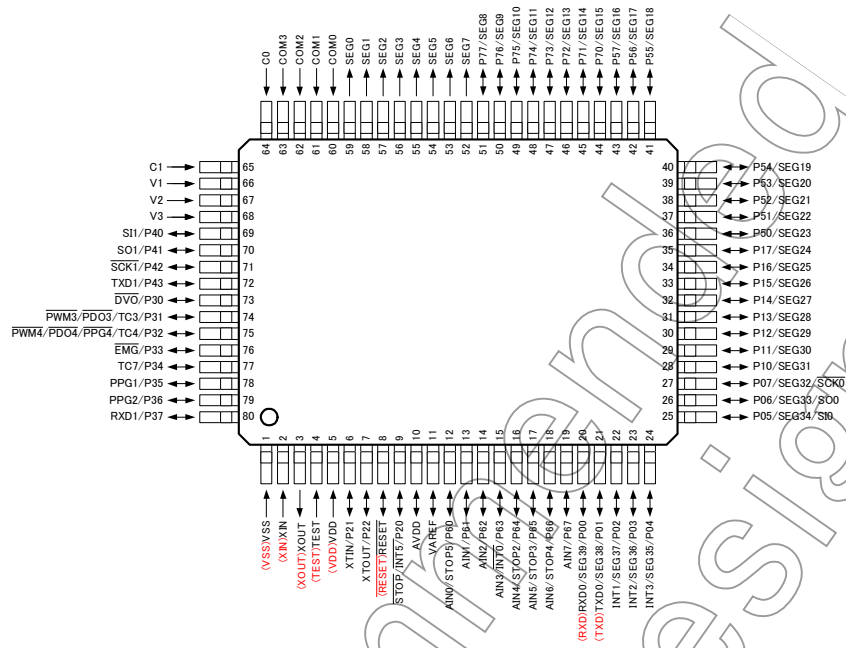 C0
COM3
COM2
COM1
COM0
SEG0
SEG1
SEG2
SEG3
SEG4
SEG5
SEG6
SEG7
P77/SEG8
P76/SEG9
P75/SEG10
P74/SEG11
P73/SEG12
P72/SEG13
P71/SEG14
P70/SEG15
P57/SEG16
P56/SEG17
P55/SEG18
64
63
62
61
60
59
58
57
56
55
54
53
52
51
50
49
48
47
46
45
44
43
42
41
C1 65
V1 66
V2 67
V3 68
SI1/P40 69
SO1/P41 70
SCK1/P42 71
TXD1/P43 72
DVO/P30 73
PWM3/PDO3/TC3/P31 74
PWM4/PDO4/PPG4/TC4/P32 75
EMG/P33 76
TC7/P34 77
PPG1/P35 78
PPG2/P36 79
RXD1/P37 80
40 P54/SEG19
39 P53/SEG20
38 P52/SEG21
37 P51/SEG22
36 P50/SEG23
35 P17/SEG24
34 P16/SEG25
33 P15/SEG26
32 P14/SEG27
31 P13/SEG28
30 P12/SEG29
29 P11/SEG30
28 P10/SEG31
27 P07/SEG32/SCK0
26 P06/SEG33/SO0
25 P05/SEG34/SI0
1
2
3
4
5
6
7
8
9
10
11
12
13
14
15
16
17
18
19
20
21
22
23
24
(VSS)VSS
(XIN)XIN
(XOUT)XOUT
(TEST)TEST
(VDD)VDD
XTIN/P21
XTOUT/P22
(RESET)RESET
STOP/INT5/P20
AVDD
VAREF
AIN0/STOP5/P60
AIN1/P61
AIN2/P62
AIN3/INT0/P63
AIN4/STOP2/P64
AIN5/STOP3/P65
AIN6/STOP4/P66
AIN7/P67
(RXD)RXD0/SEG39/P00
(TXD)TXD0/SEG38/P01
INT1/SEG37/P02
INT2/SEG36/P03
INT3/SEG35/P04